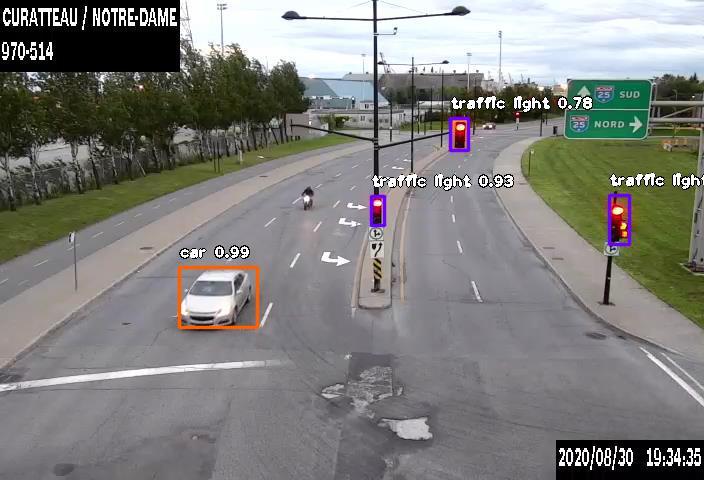 CURATTEAU / NOTRE-DAME
970-514
traffic light 0.78
25 SUD
25 NORD
traffic light 0.93
traffic light
car 0.99
2020/08/30 19:34:35